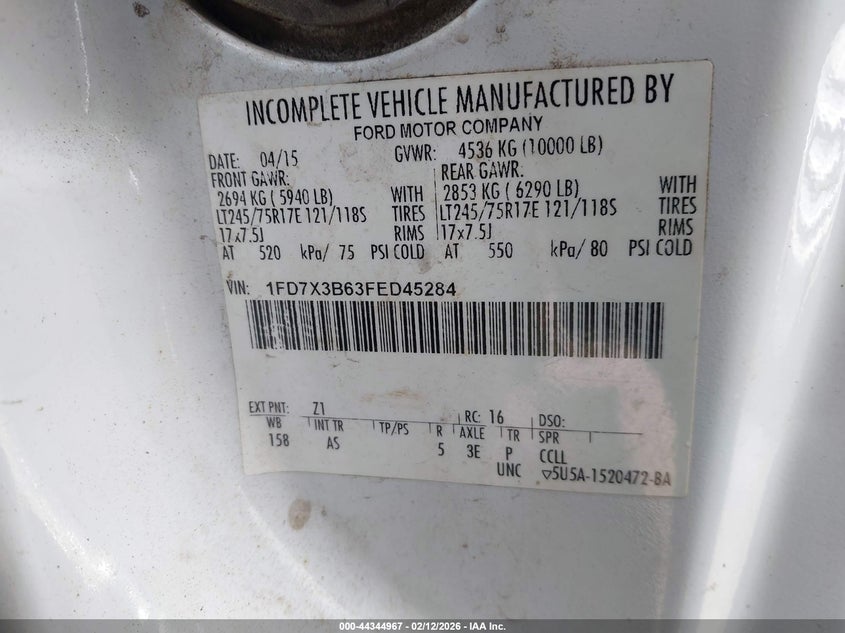 INCOMPLETE VEHICLE MANUFACTURED BY
FORD MOTOR COMPANY
DATE: 04/15 GVWR: 4536 KG (10000 LB)
FRONT GAWR: REAR GAWR:
2694 KG ( 5940 LB) WITH 2853 KG ( 6290 LB) WITH
LT245/75R17E 121/118S TIRES LT245/75R17E 121/118S TIRES
17x7.5J RIMS 17x7.5J RIMS
AT 520 kPa/ 75 PSI COLD AT 550 kPa/ 80 PSI COLD
VIN: 1FD7X3B63FED45284
EXT PNT: Z1 RC: 16 DSO:
WB INT TR TP/PS R AXLE TR SPR
158 AS 5 3E P CCLL
UNC ▽5U5A-1520472-BA
000-44344967 - 02/12/2026 - IAA Inc.